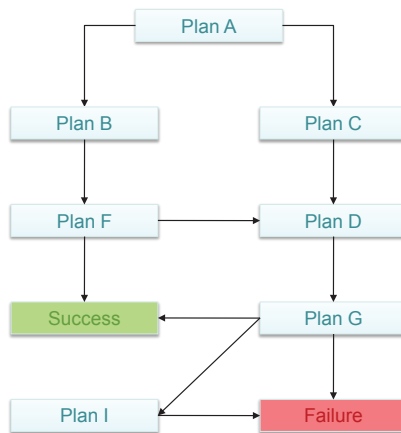 Plan A
Plan B
Plan C
Plan F
Plan D
Success
Plan G
Plan I
Failure